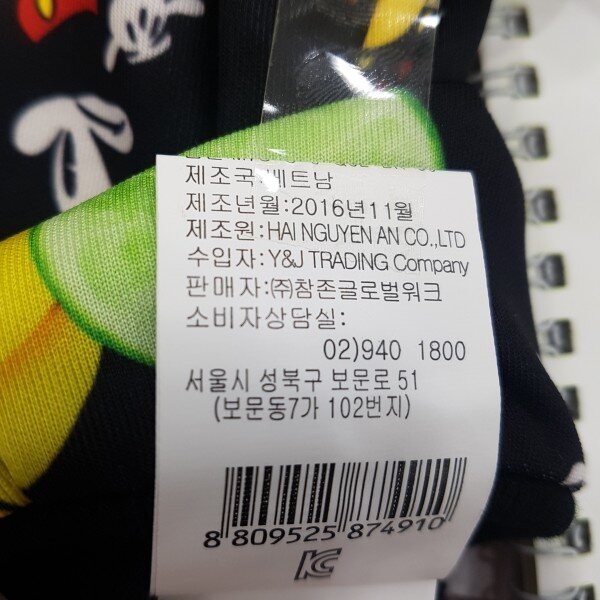 제조국:베트남
제조년월:2016년11월
제조원:HAI NGUYEN AN CO.,LTD
수입자:Y&J TRADING Company
판매자:㈜참존글로벌워크
소비자상담실:
02)940 1800
서울시 성북구 보문로 51
(보문동7가 102번지)
8 809525 874910
KC